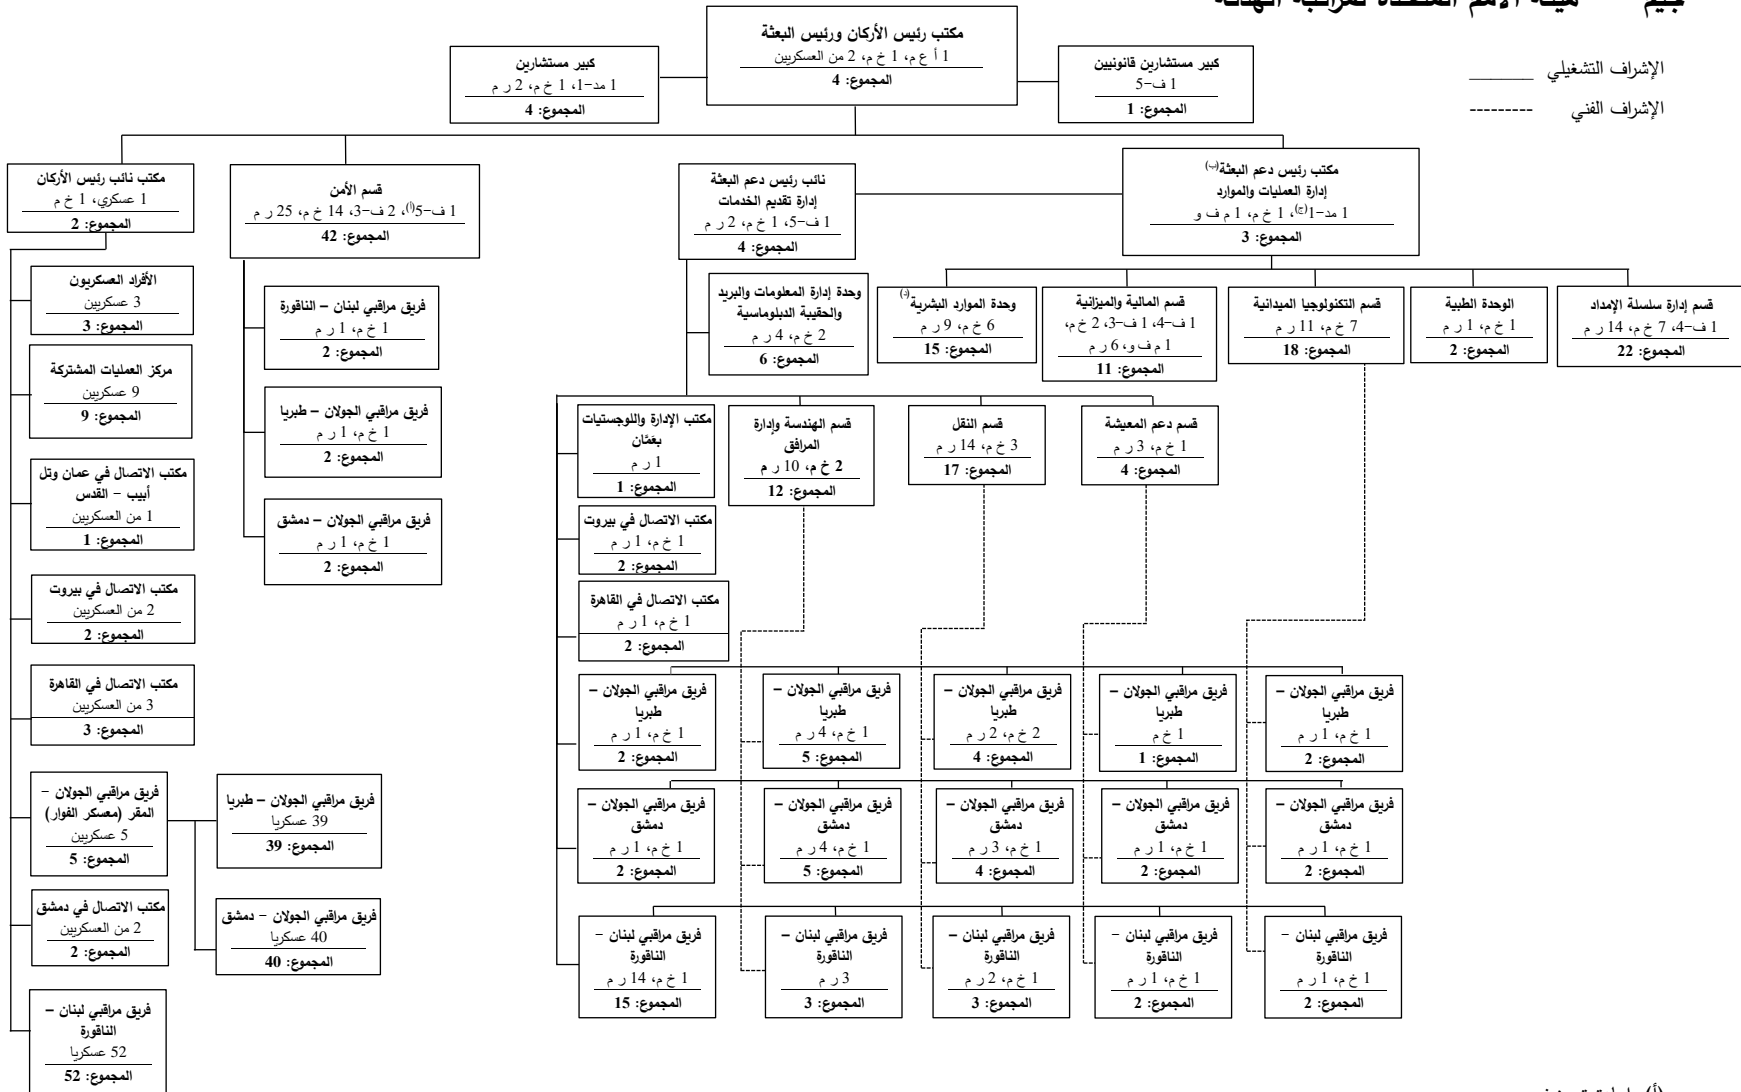 مكتب رئيس الأركان ورئيس البعثة
1 أ ع م، 1 خ م، 2 من العسكريين
المجموع: 4
كبير مستشارين قانونيين
1 ف-5
المجموع: 1
كبير مستشارين
1 مد-1، 1 خ م، 2 ر م
المجموع: 4
الإشراف التشغيلي ______
الإشراف الفني ---------
مكتب رئيس دعم البعثة(ب)
إدارة العمليات والموارد
1 مد-1(ج)، 1 خ م، 1 م ف و
المجموع: 3
نائب رئيس دعم البعثة
إدارة تقديم الخدمات
1 ف-5، 1 خ م، 2 ر م
المجموع: 4
قسم الأمن
1 ف-5(أ)، 2 ف-3، 14 خ م، 25 ر م
المجموع: 42
مكتب نائب رئيس الأركان
1 عسكري، 1 خ م
المجموع: 2
قسم إدارة سلسلة الإمداد
1 ف-4، 7 خ م، 14 ر م
المجموع: 22
الوحدة الطبية
1 خ م، 1 ر م
المجموع: 2
قسم التكنولوجيا الميدانية
7 خ م، 11 ر م
المجموع: 18
قسم المالية والميزانية
1 ف-4، 1 ف-3، 2 خ م،
1 م ف و، 6 ر م
المجموع: 11
وحدة الموارد البشرية(د)
6 خ م، 9 ر م
المجموع: 15
وحدة إدارة المعلومات والبريد
والحقيبة الدبلوماسية
2 خ م، 4 ر م
المجموع: 6
قسم دعم المعيشة
1 خ م، 3 ر م
المجموع: 4
قسم النقل
3 خ م، 14 ر م
المجموع: 17
قسم الهندسة وإدارة
المرافق
2 خ م، 10 ر م
المجموع: 12
مكتب الإدارة واللوجستيات
بعمّان
1 ر م
المجموع: 1
مكتب الاتصال في بيروت
1 خ م، 1 ر م
المجموع: 2
مكتب الاتصال في القاهرة
1 خ م، 1 ر م
المجموع: 2
فريق مراقبي الجولان –
طبريا
1 خ م، 1 ر م
المجموع: 2
فريق مراقبي الجولان –
طبريا
1 خ م
المجموع: 1
فريق مراقبي الجولان –
طبريا
2 خ م، 2 ر م
المجموع: 4
فريق مراقبي الجولان –
طبريا
1 خ م، 4 ر م
المجموع: 5
فريق مراقبي الجولان –
طبريا
1 خ م، 1 ر م
المجموع: 2
فريق مراقبي الجولان –
دمشق
1 خ م، 1 ر م
المجموع: 2
فريق مراقبي الجولان –
دمشق
1 خ م، 1 ر م
المجموع: 2
فريق مراقبي الجولان –
دمشق
1 خ م، 3 ر م
المجموع: 4
فريق مراقبي الجولان –
دمشق
1 خ م، 4 ر م
المجموع: 5
فريق مراقبي الجولان –
دمشق
1 خ م، 1 ر م
المجموع: 2
فريق مراقبي لبنان –
الناقورة
1 خ م، 1 ر م
المجموع: 2
فريق مراقبي لبنان –
الناقورة
1 خ م، 1 ر م
المجموع: 2
فريق مراقبي لبنان –
الناقورة
1 خ م، 2 ر م
المجموع: 3
فريق مراقبي لبنان –
الناقورة
3 ر م
المجموع: 3
فريق مراقبي لبنان –
الناقورة
1 خ م، 14 ر م
المجموع: 15
فريق مراقبي لبنان – الناقورة
1 خ م، 1 ر م
المجموع: 2
فريق مراقبي الجولان – طبريا
1 خ م، 1 ر م
المجموع: 2
فريق مراقبي الجولان – دمشق
1 خ م، 1 ر م
المجموع: 2
الأفراد العسكريون
3 عسكريين
المجموع: 3
مركز العمليات المشتركة
9 عسكريين
المجموع: 9
مكتب الاتصال في عمان وتل
أبيب – القدس
1 من العسكريين
المجموع: 1
مكتب الاتصال في بيروت
2 من العسكريين
المجموع: 2
مكتب الاتصال في القاهرة
3 من العسكريين
المجموع: 3
فريق مراقبي الجولان –
المقر (معسكر الفوار)
5 عسكريين
المجموع: 5
فريق مراقبي الجولان – طبريا
39 عسكريا
المجموع: 39
فريق مراقبي الجولان – دمشق
40 عسكريا
المجموع: 40
مكتب الاتصال في دمشق
2 من العسكريين
المجموع: 2
فريق مراقبي لبنان –
الناقورة
52 عسكريا
المجموع: 52